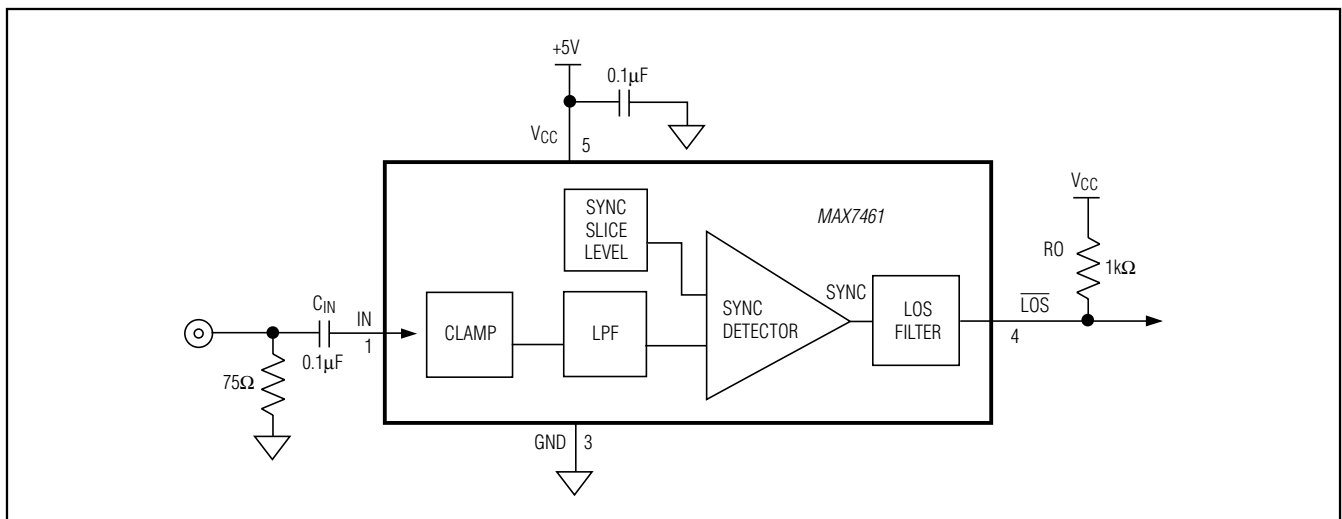 +5V
0.1µF
VCC
5
SYNC
SLICE
LEVEL
MAX7461
VCC
RO
1kΩ
CIN
IN
1
0.1µF
75Ω
CLAMP
LPF
SYNC
DETECTOR
SYNC
LOS
FILTER
LOS
4
GND
3